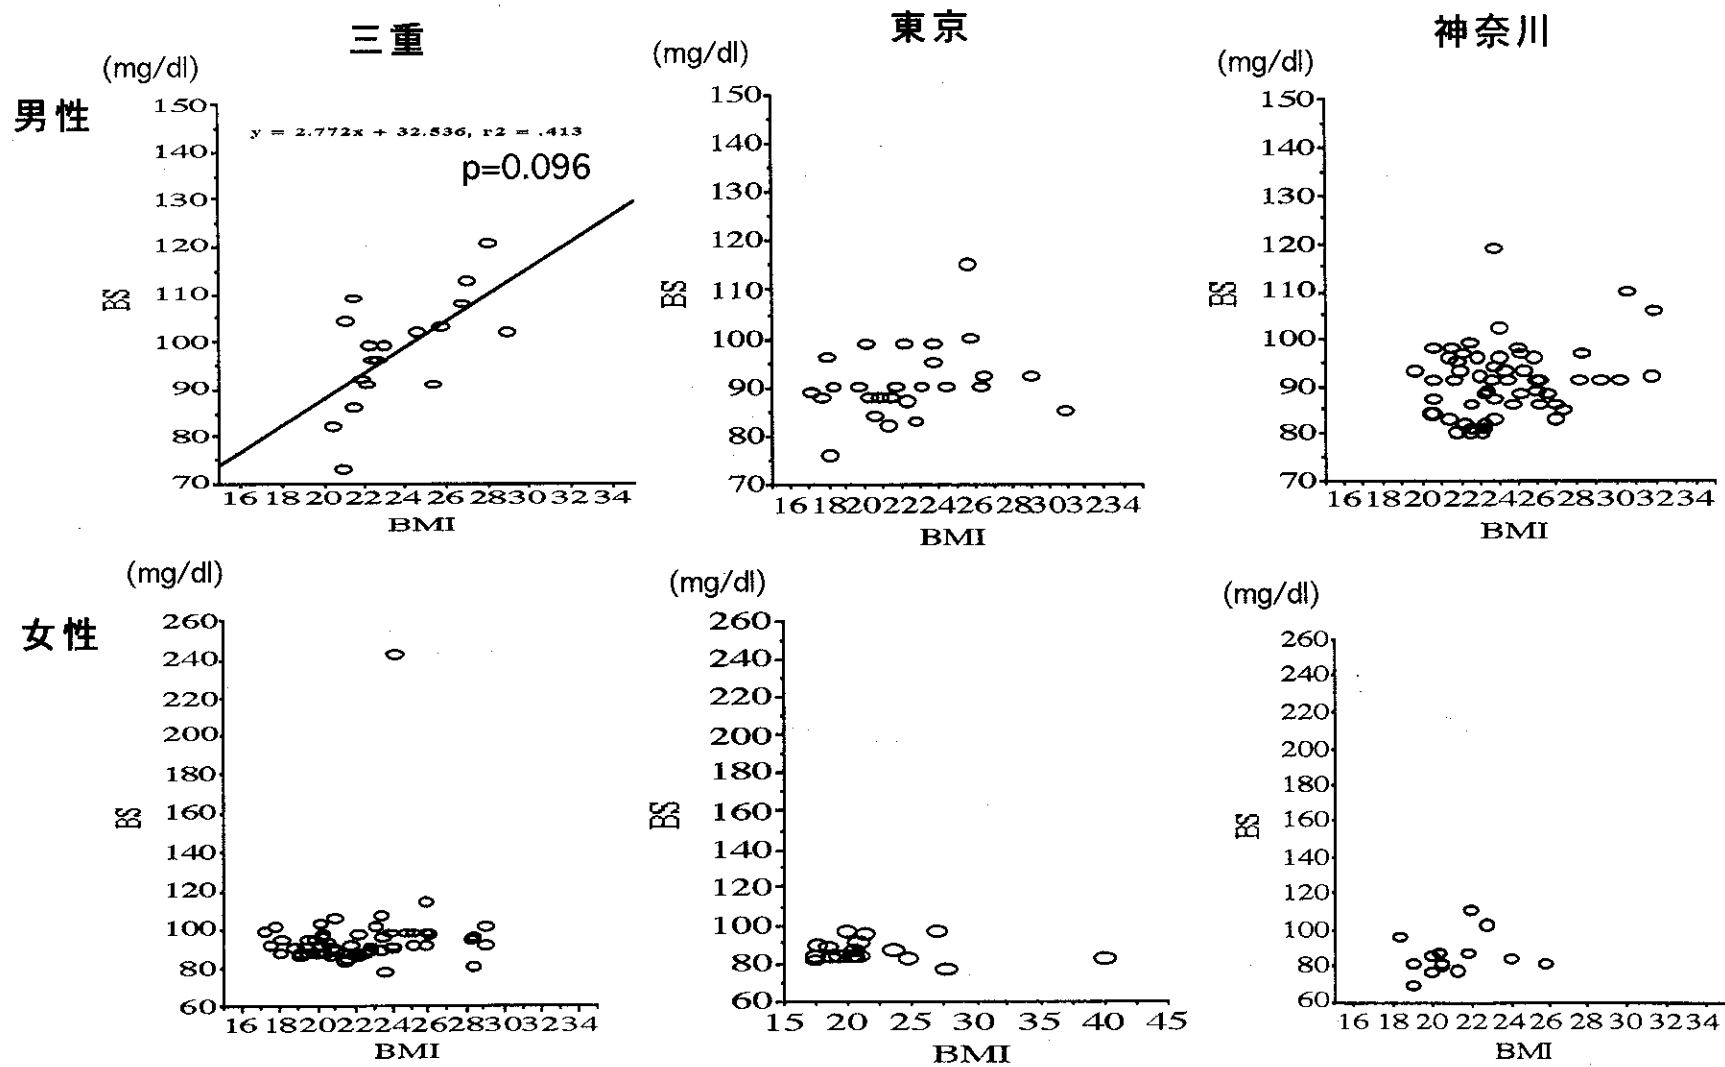 三重
東京
神奈川
男性
(mg/dl)
150
140
130
120
110
100
90
80
70
BS
y = 2.772x + 32.536, r2 = .413
p=0.096
16 18 20 22 24 26 28 30 32 34
BMI
(mg/dl)
150
140
130
120
110
100
90
80
70
BS
16 18 20 22 24 26 28 30 32 34
BMI
(mg/dl)
150
140
130
120
110
100
90
80
70
BS
16 18 20 22 24 26 28 30 32 34
BMI
女性
(mg/dl)
260
240
220
200
180
160
140
120
100
80
60
BS
16 18 20 22 24 26 28 30 32 34
BMI
(mg/dl)
260
240
220
200
180
160
140
120
100
80
60
BS
15 20 25 30 35 40 45
BMI
(mg/dl)
260
240
220
200
180
160
140
120
100
80
60
BS
16 18 20 22 24 26 28 30 32 34
BMI